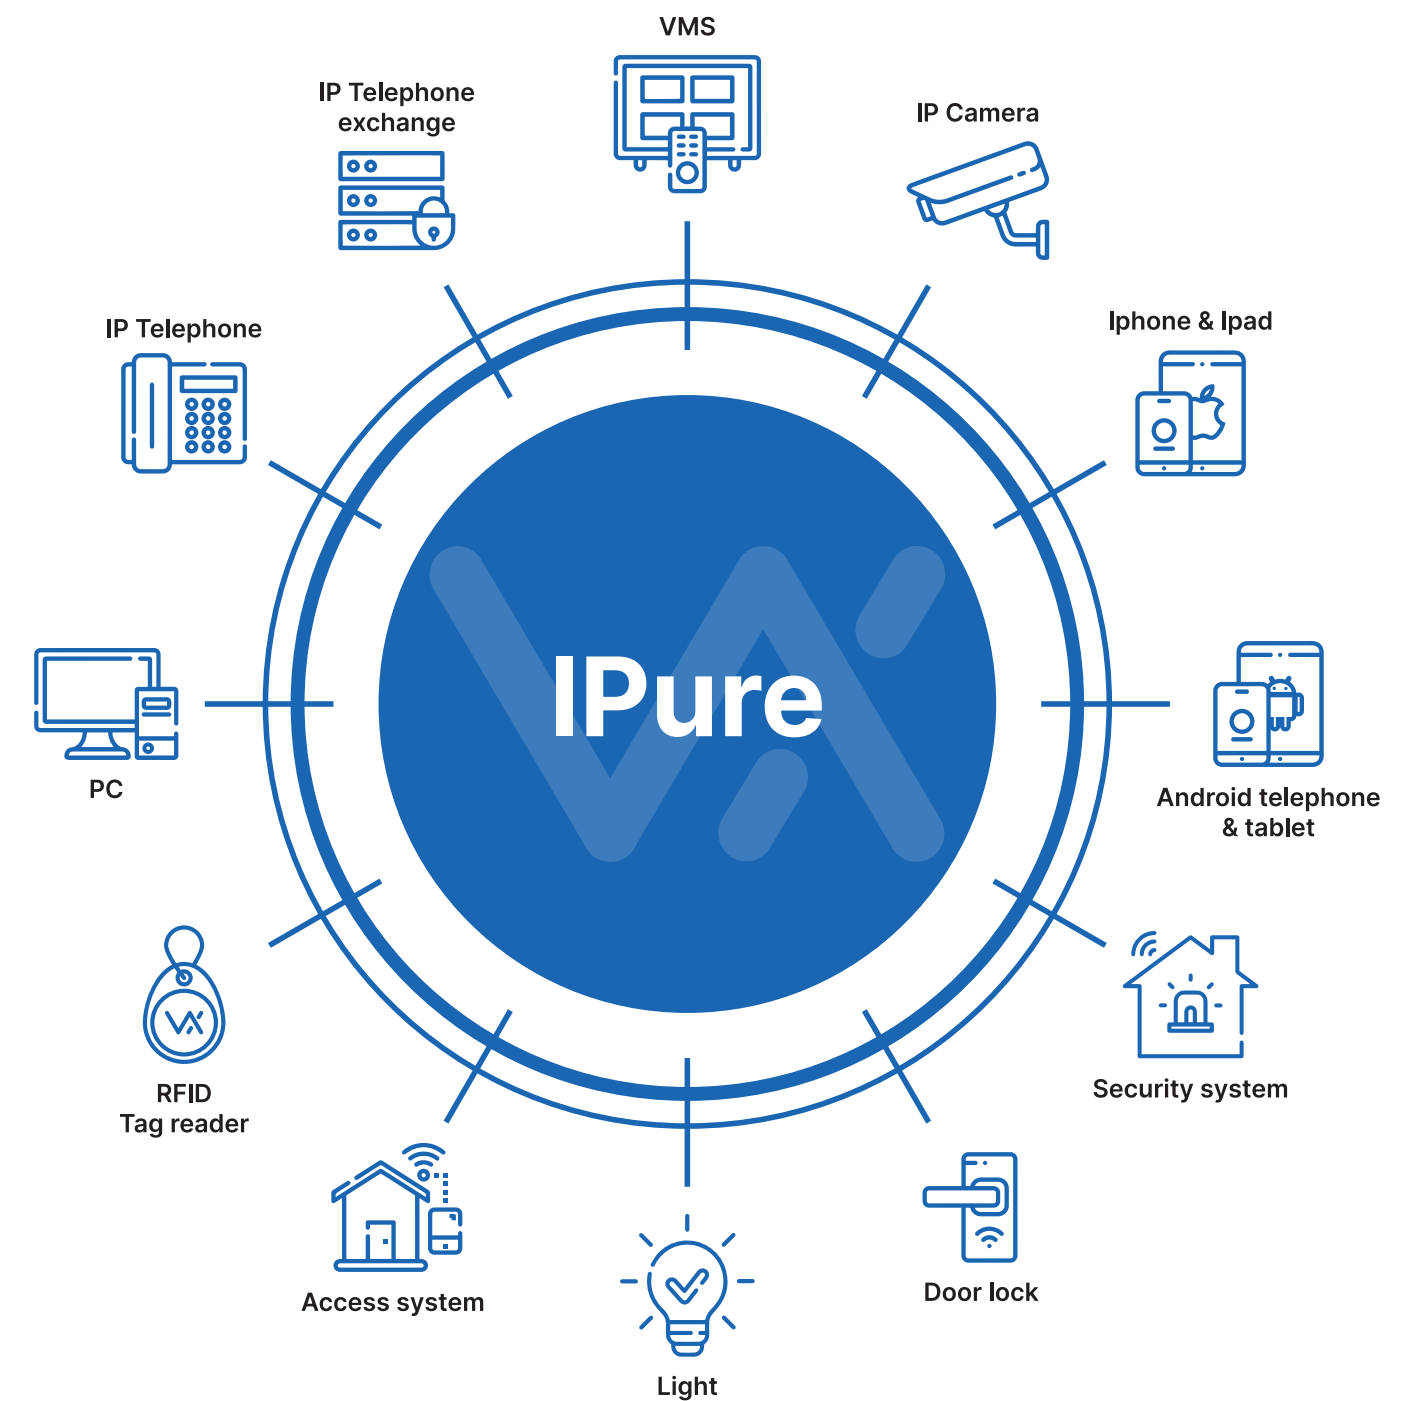 VMS
IP Telephone
exchange
IP Camera
IP Telephone
Iphone & Ipad
IPure
PC
Android telephone
& tablet
RFID
Tag reader
Security system
Access system
Door lock
Light